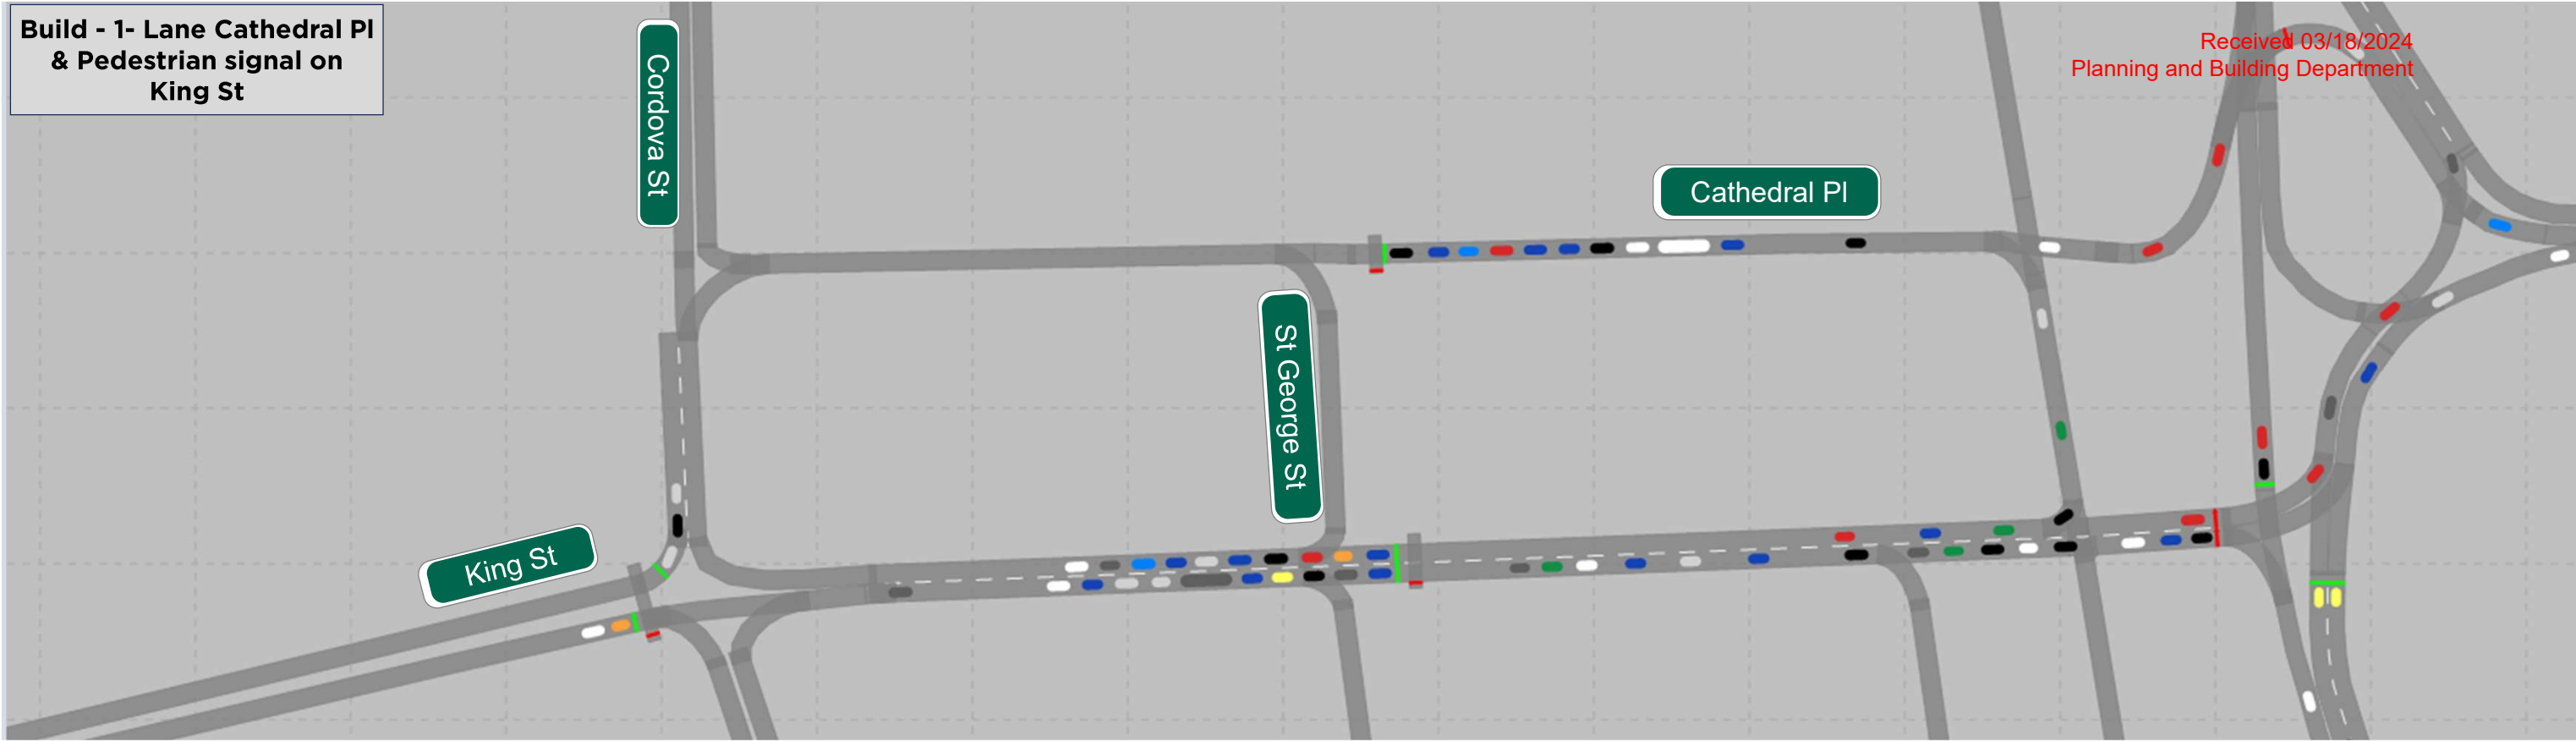 Build - 1- Lane Cathedral Pl
& Pedestrian signal on
King St
Cordova St
Received 03/18/2024
Planning and Building Department
Cathedral Pl
St George St
King St